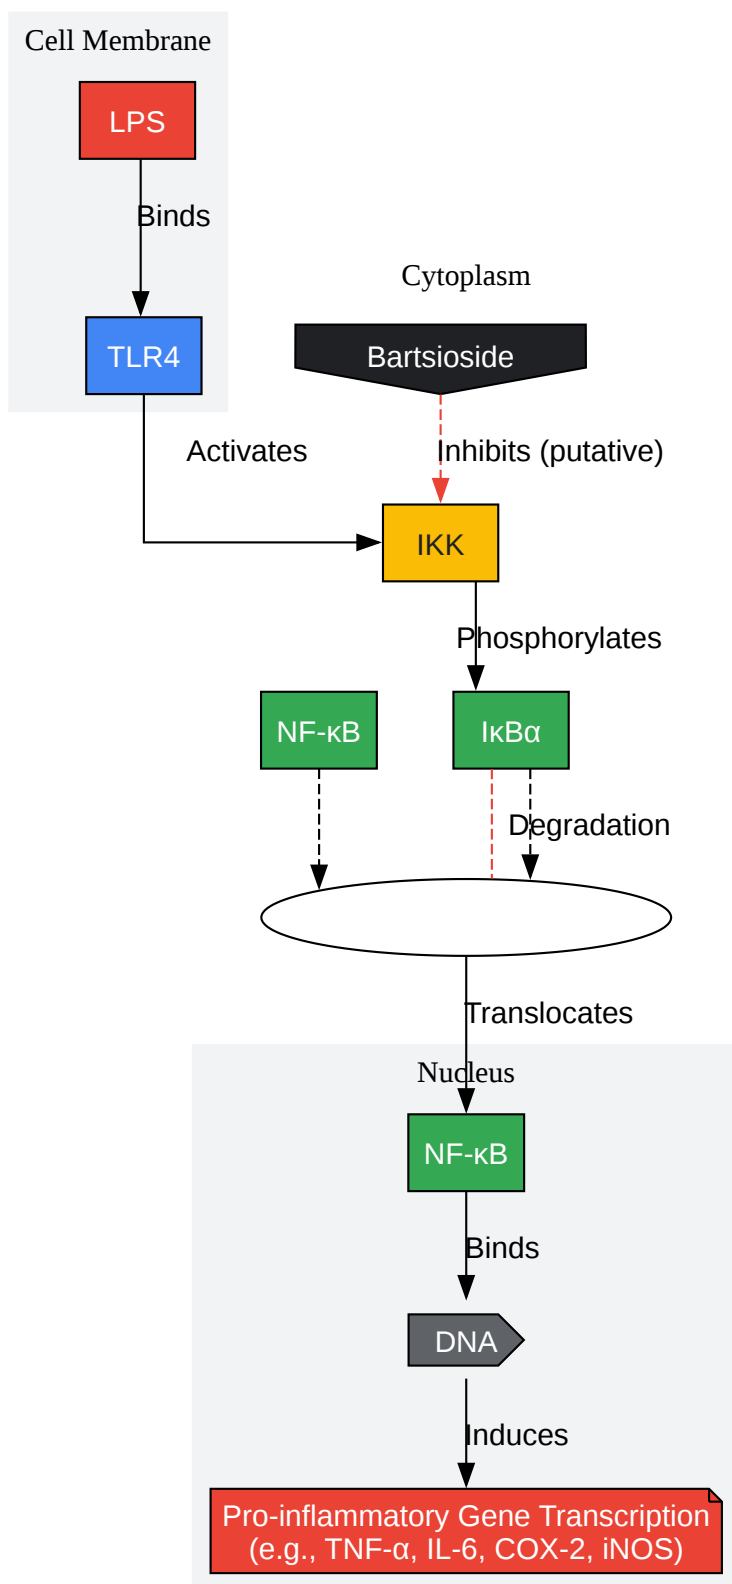 Cell Membrane
LPS
Binds
TLR4
Cytoplasm
Bartsioside
Activates
Inhibits (putative)
IKK
Phosphorylates
NF-κB
IκBα
Degradation
Translocates
Nucleus
NF-κB
Binds
DNA
Induces
Pro-inflammatory Gene Transcription
(e.g., TNF-α, IL-6, COX-2, iNOS)